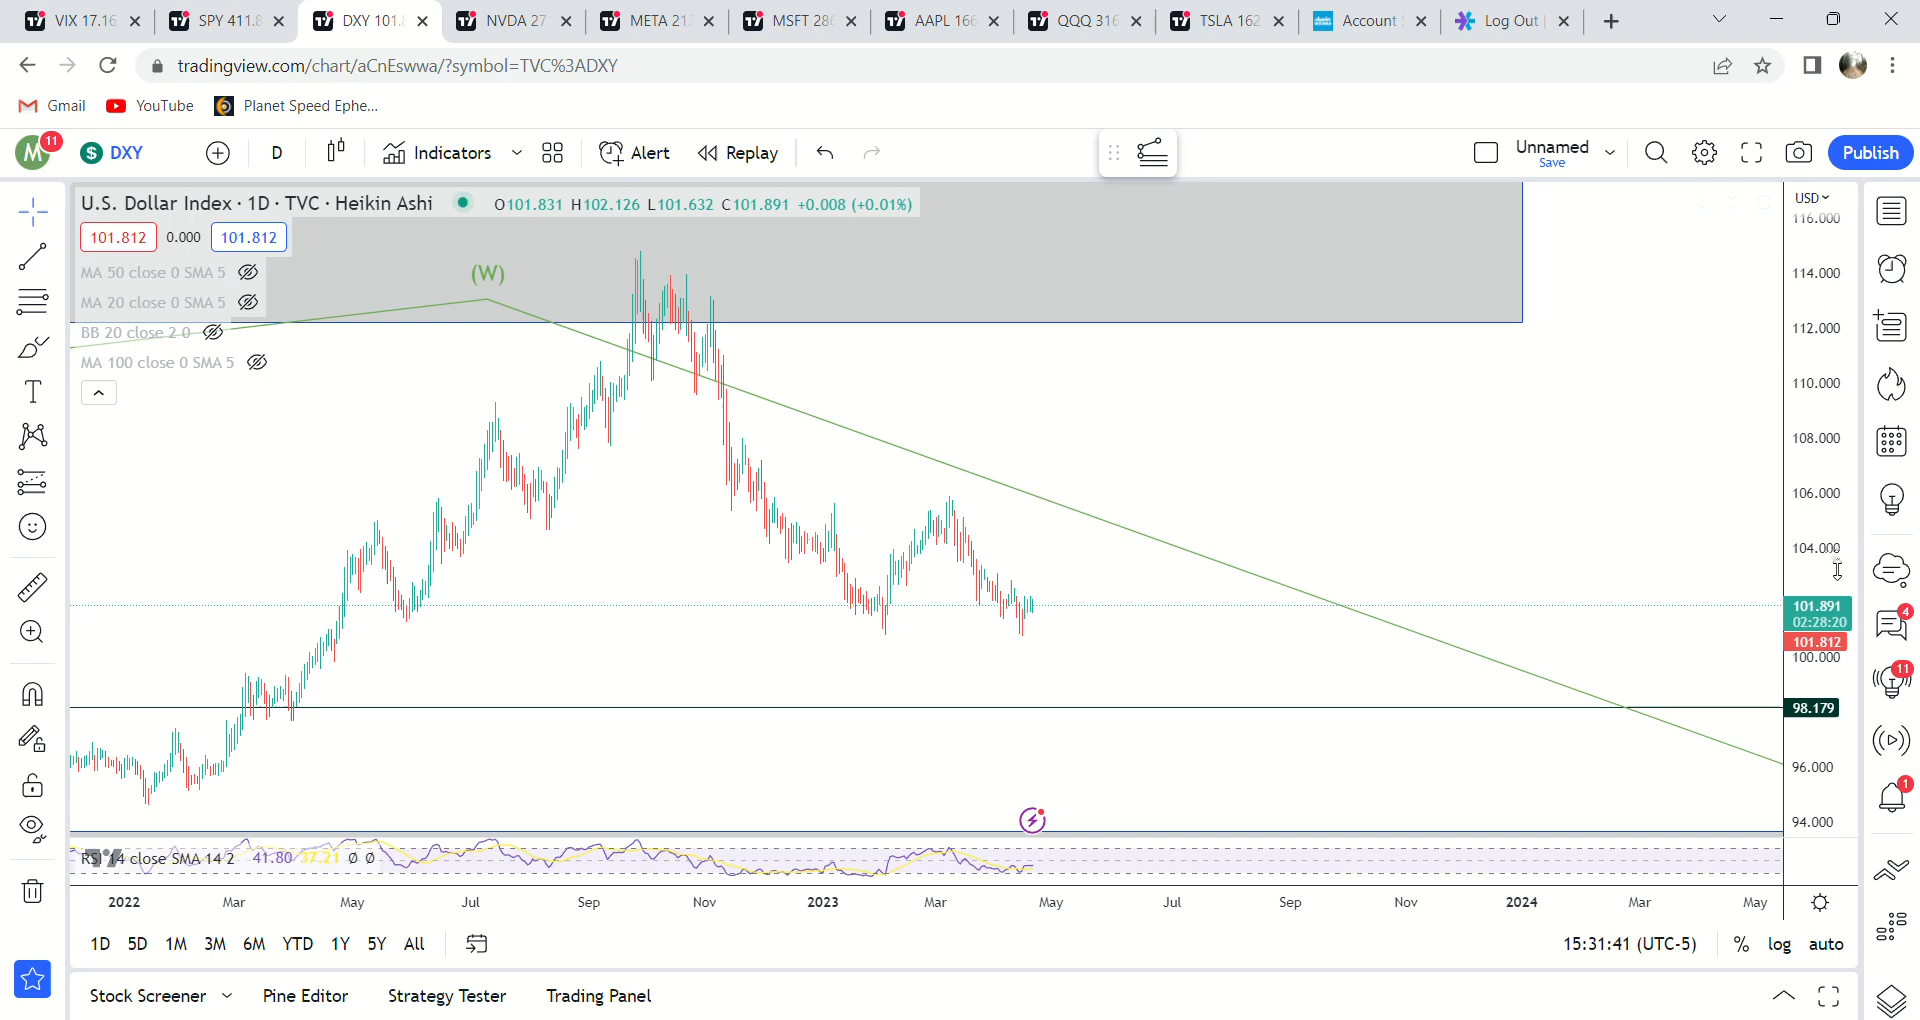 VIX 17.16
SPY 411.8
DXY 101.8
NVDA 27
META 213
MSFT 286
AAPL 166
QQQ 316
TSLA 162
Account S
Log Out |
tradingview.com/chart/aCnEswwa/?symbol=TVC%3ADXY
Gmail
YouTube
Planet Speed Ephe...
M
11
$ DXY
D
Indicators
Alert
Replay
Unnamed
Save
Publish
U.S. Dollar Index · 1D · TVC · Heikin Ashi
O101.831 H102.126 L101.632 C101.891 +0.008 (+0.01%)
USD
101.812
0.000
101.812
MA 50 close 0 SMA 5
MA 20 close 0 SMA 5
BB 20 close 2 0
MA 100 close 0 SMA 5
(W)
116.000
114.000
112.000
110.000
108.000
106.000
104.000
101.891
02:28:20
101.812
100.000
98.179
96.000
94.000
4
11
1
RSI 14 close SMA 14 2 41.80 37.21 Ø Ø
2022
Mar
May
Jul
Sep
Nov
2023
Mar
May
Jul
Sep
Nov
2024
Mar
May
1D
5D
1M
3M
6M
YTD
1Y
5Y
All
15:31:41 (UTC-5)
%
log
auto
Stock Screener
Pine Editor
Strategy Tester
Trading Panel